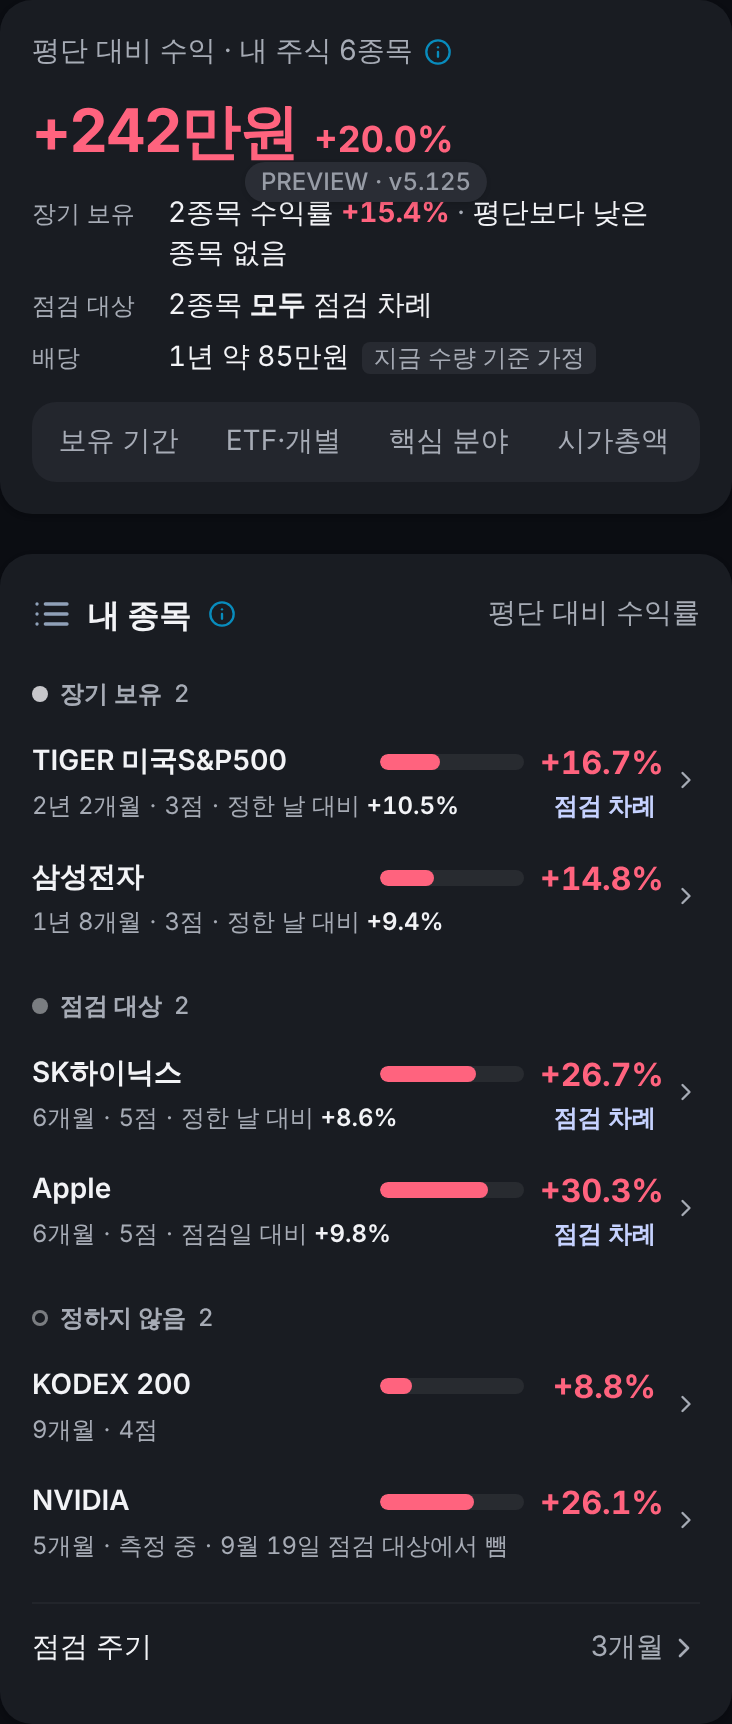 평단 대비 수익 · 내 주식 6종목
+242만원 +20.0%
PREVIEW · v5.125
장기 보유 2종목 수익률 +15.4% · 평단보다 낮은
종목 없음
점검 대상 2종목 모두 점검 차례
배당 1년 약 85만원 지금 수량 기준 가정
보유 기간 ETF·개별 핵심 분야 시가총액
내 종목 평단 대비 수익률
장기 보유 2
TIGER 미국S&P500 +16.7%
2년 2개월 · 3점 · 정한 날 대비 +10.5% 점검 차례
삼성전자 +14.8%
1년 8개월 · 3점 · 정한 날 대비 +9.4%
점검 대상 2
SK하이닉스 +26.7%
6개월 · 5점 · 정한 날 대비 +8.6% 점검 차례
Apple +30.3%
6개월 · 5점 · 점검일 대비 +9.8% 점검 차례
정하지 않음 2
KODEX 200 +8.8%
9개월 · 4점
NVIDIA +26.1%
5개월 · 측정 중 · 9월 19일 점검 대상에서 뺌
점검 주기 3개월